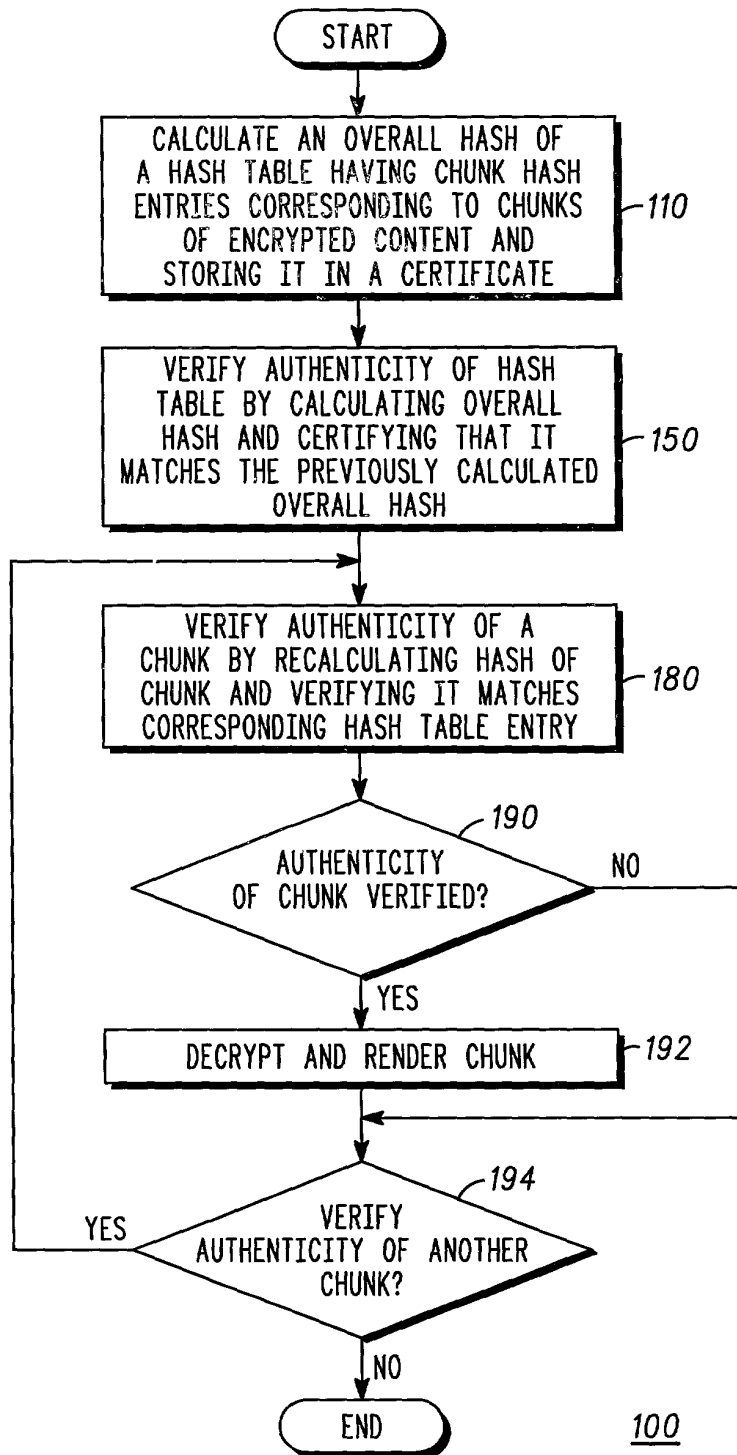 START
CALCULATE AN OVERALL HASH OF
A HASH TABLE HAVING CHUNK HASH
ENTRIES CORRESPONDING TO CHUNKS
OF ENCRYPTED CONTENT AND
STORING IT IN A CERTIFICATE
110
VERIFY AUTHENTICITY OF HASH
TABLE BY CALCULATING OVERALL
HASH AND CERTIFYING THAT IT
MATCHES THE PREVIOUSLY CALCULATED
OVERALL HASH
150
VERIFY AUTHENTICITY OF A
CHUNK BY RECALCULATING HASH OF
CHUNK AND VERIFYING IT MATCHES
CORRESPONDING HASH TABLE ENTRY
180
190
AUTHENTICITY
OF CHUNK VERIFIED?
NO
YES
DECRYPT AND RENDER CHUNK
192
194
YES
VERIFY
AUTHENTICITY OF ANOTHER
CHUNK?
NO
END
100